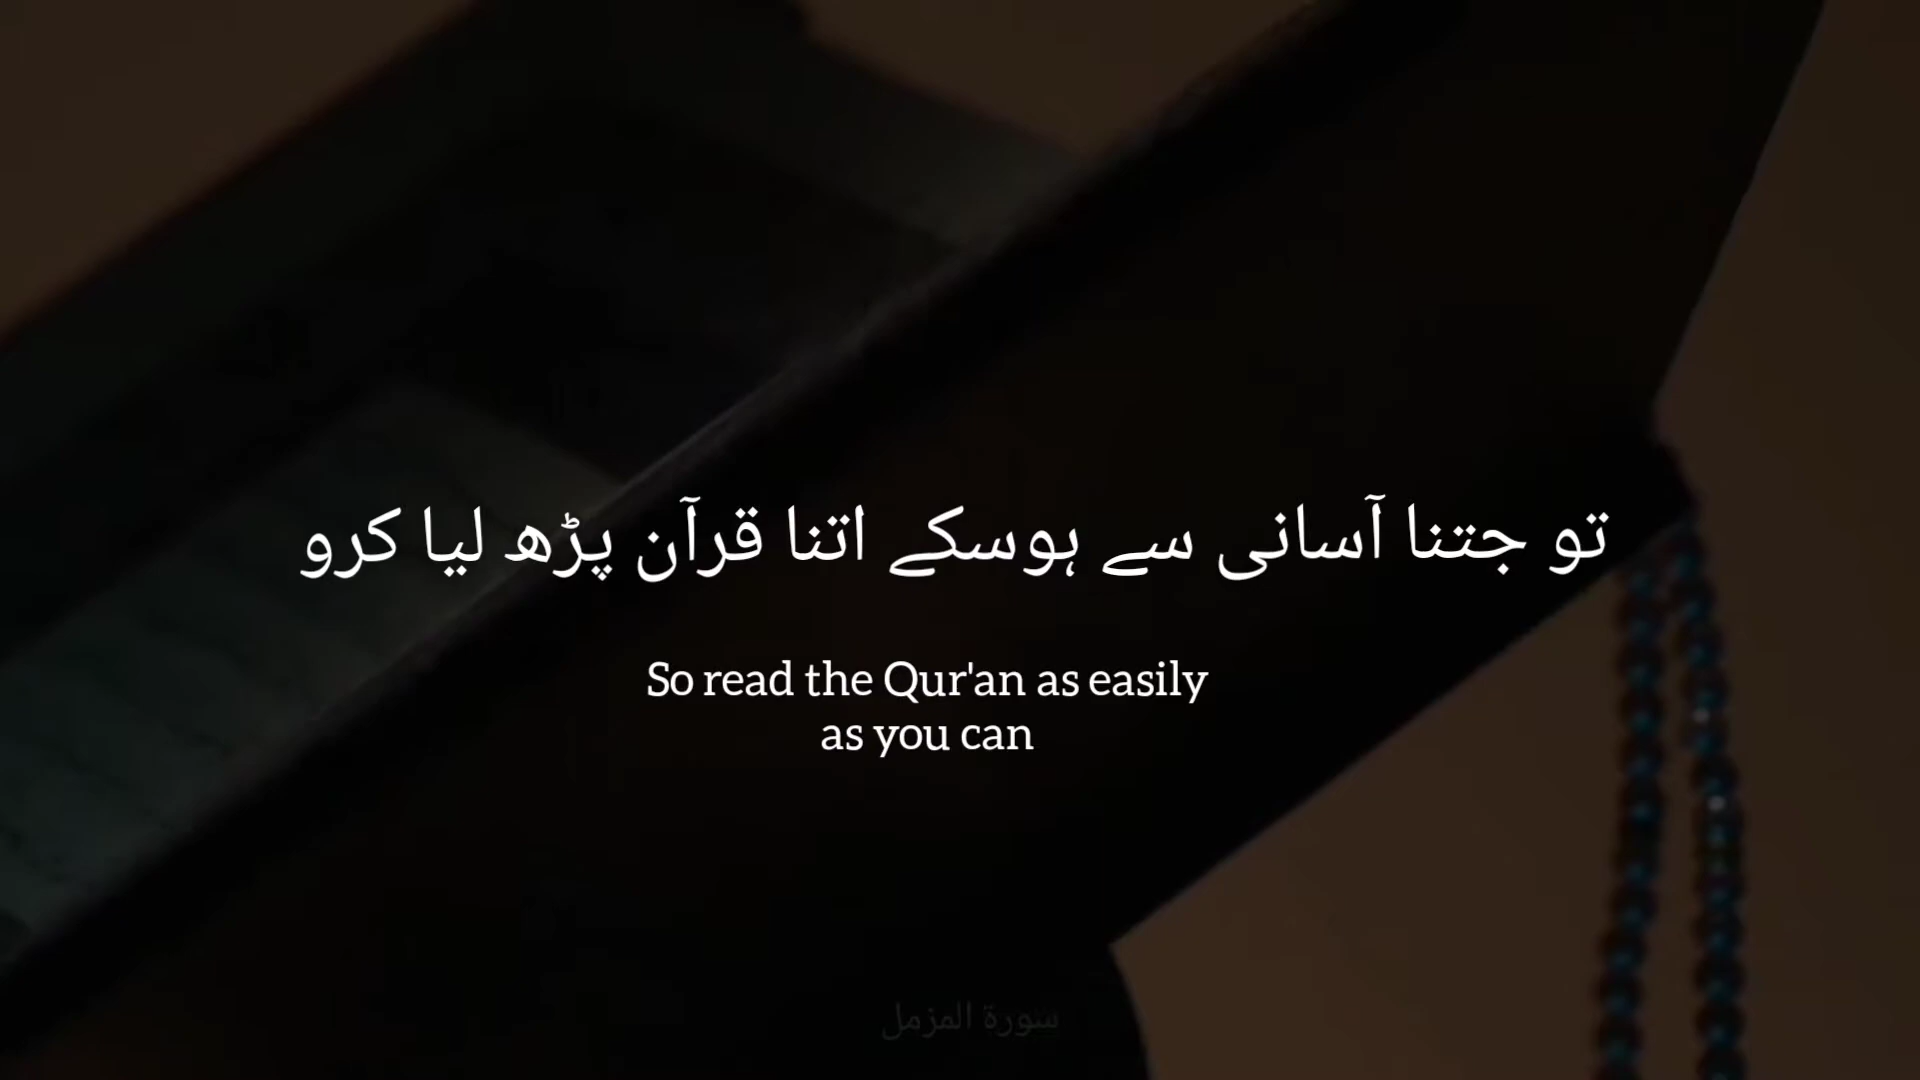 تو جتنا آسانی سے ہوسکے اتنا قرآن پڑھ لیا کرو
So read the Qur'an as easily
as you can
سورة المزمل